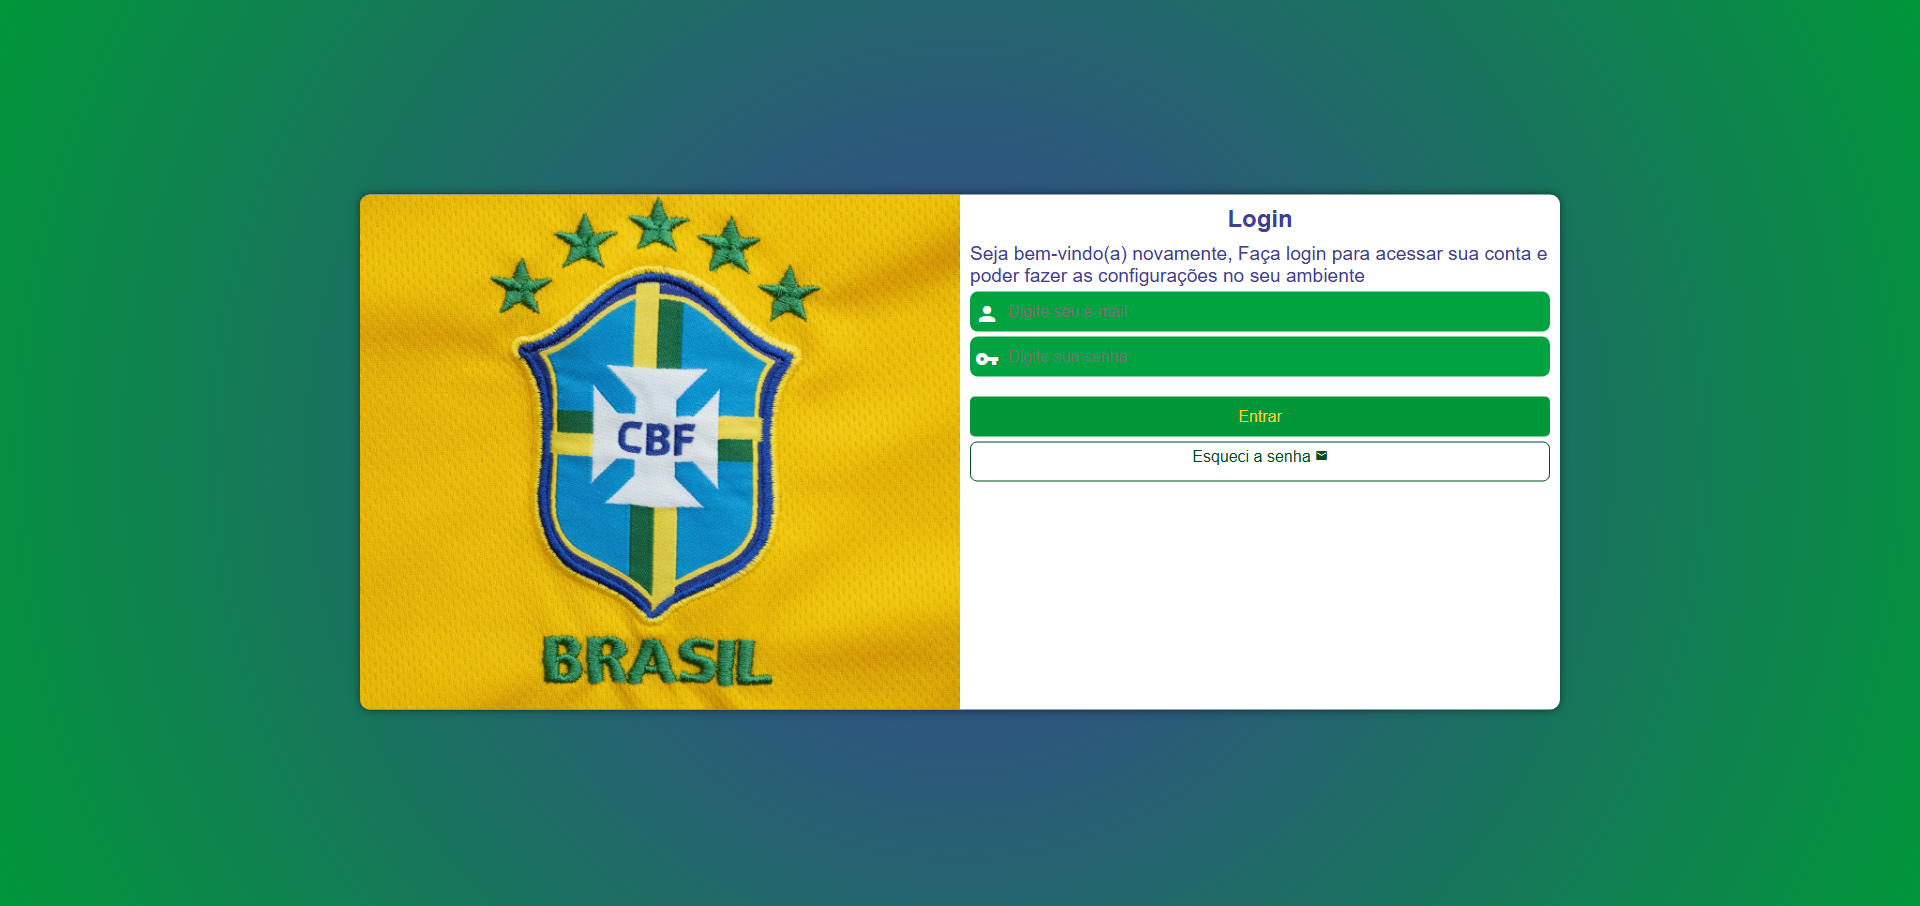 CBF
BRASIL
Login
Seja bem-vindo(a) novamente, Faça login para acessar sua conta e
poder fazer as configurações no seu ambiente
Digite seu e-mail
Digite sua senha
Entrar
Esqueci a senha